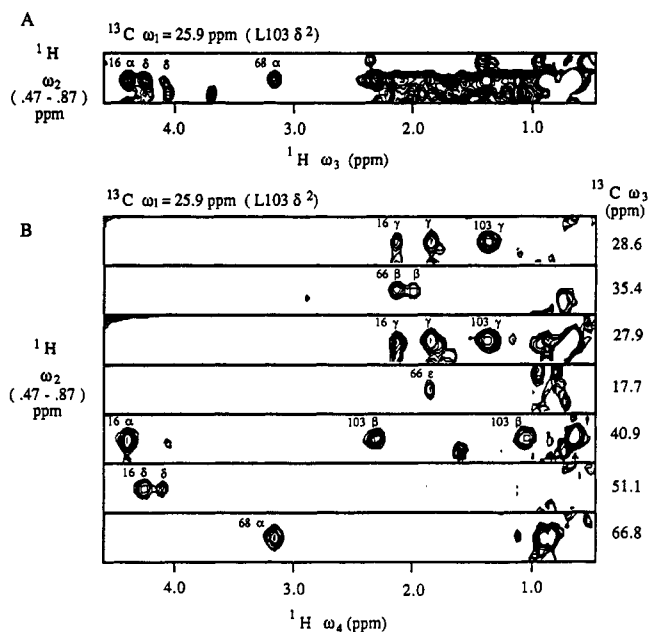 A
¹³C ω₁ = 25.9 ppm ( L103 δ²)
¹H
ω₂
( .47 - .87)
ppm
16 α δ δ 68 α
4.0 3.0 2.0 1.0
¹H ω₃ (ppm)
B
¹³C ω₁ = 25.9 ppm ( L103 δ²)
¹³C ω₃
(ppm)
16 γ γ 103 γ
28.6
66 β β
35.4
16 γ γ 103 γ
27.9
¹H
ω₂
( .47 - .87)
ppm
66 ε
17.7
16 α 103 β 103 β
40.9
16 δ δ
51.1
68 α
66.8
4.0 3.0 2.0 1.0
¹H ω₄ (ppm)